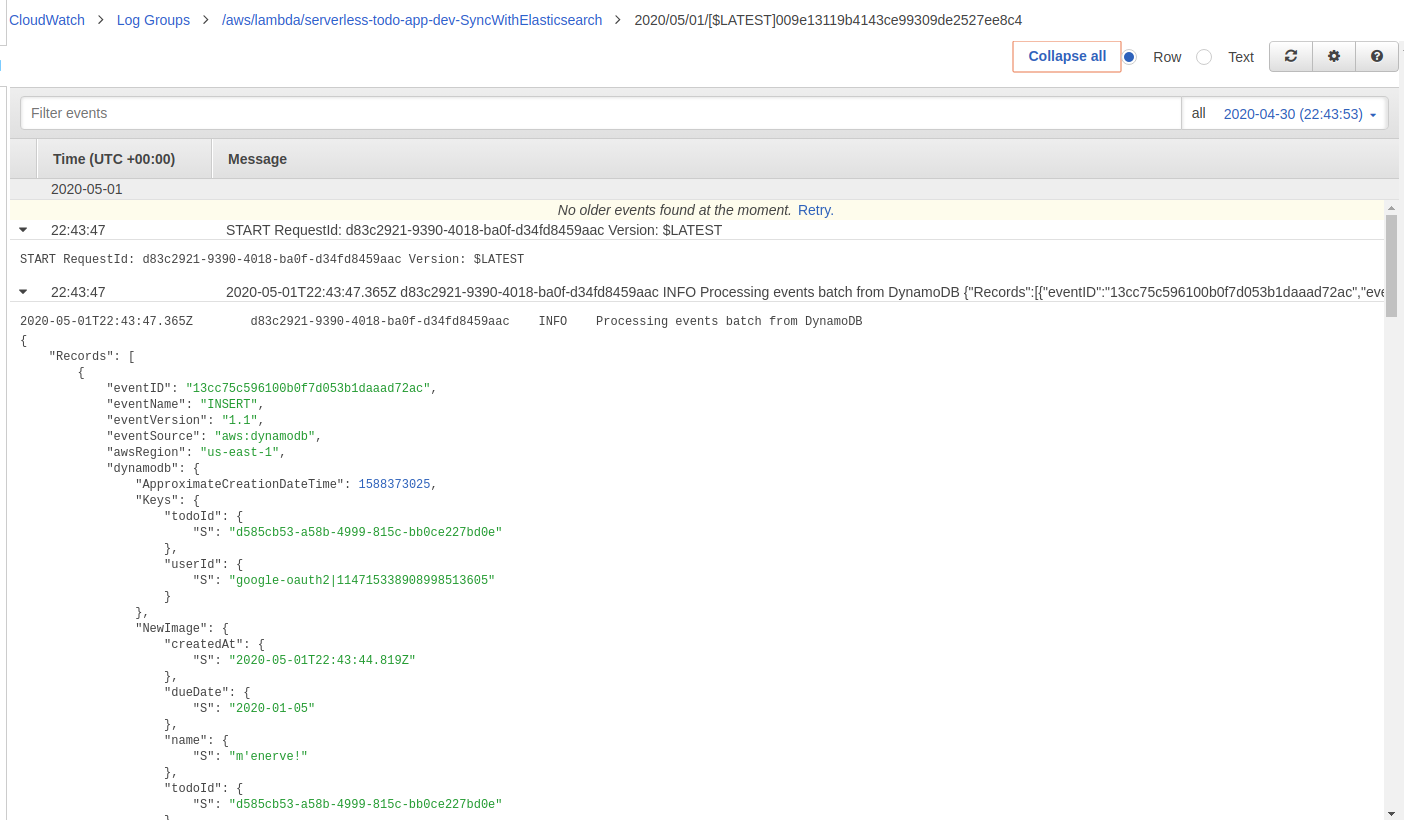 CloudWatch > Log Groups > /aws/lambda/serverless-todo-app-dev-SyncWithElasticsearch > 2020/05/01/[$LATEST]009e13119b4143ce99309de2527ee8c4
Collapse all Row Text
Filter events all 2020-04-30 (22:43:53)
Time (UTC +00:00) Message
2020-05-01
No older events found at the moment. Retry.
22:43:47 START RequestId: d83c2921-9390-4018-ba0f-d34fd8459aac Version: $LATEST
START RequestId: d83c2921-9390-4018-ba0f-d34fd8459aac Version: $LATEST
22:43:47 2020-05-01T22:43:47.365Z d83c2921-9390-4018-ba0f-d34fd8459aac INFO Processing events batch from DynamoDB {"Records":[{"eventID":"13cc75c596100b0f7d053b1daaad72ac","eve
2020-05-01T22:43:47.365Z d83c2921-9390-4018-ba0f-d34fd8459aac INFO Processing events batch from DynamoDB
{
"Records": [
{
"eventID": "13cc75c596100b0f7d053b1daaad72ac",
"eventName": "INSERT",
"eventVersion": "1.1",
"eventSource": "aws:dynamodb",
"awsRegion": "us-east-1",
"dynamodb": {
"ApproximateCreationDateTime": 1588373025,
"Keys": {
"todoId": {
"S": "d585cb53-a58b-4999-815c-bb0ce227bd0e"
},
"userId": {
"S": "google-oauth2|114715338908998513605"
}
},
"NewImage": {
"createdAt": {
"S": "2020-05-01T22:43:44.819Z"
},
"dueDate": {
"S": "2020-01-05"
},
"name": {
"S": "m'enerve!"
},
"todoId": {
"S": "d585cb53-a58b-4999-815c-bb0ce227bd0e"
}